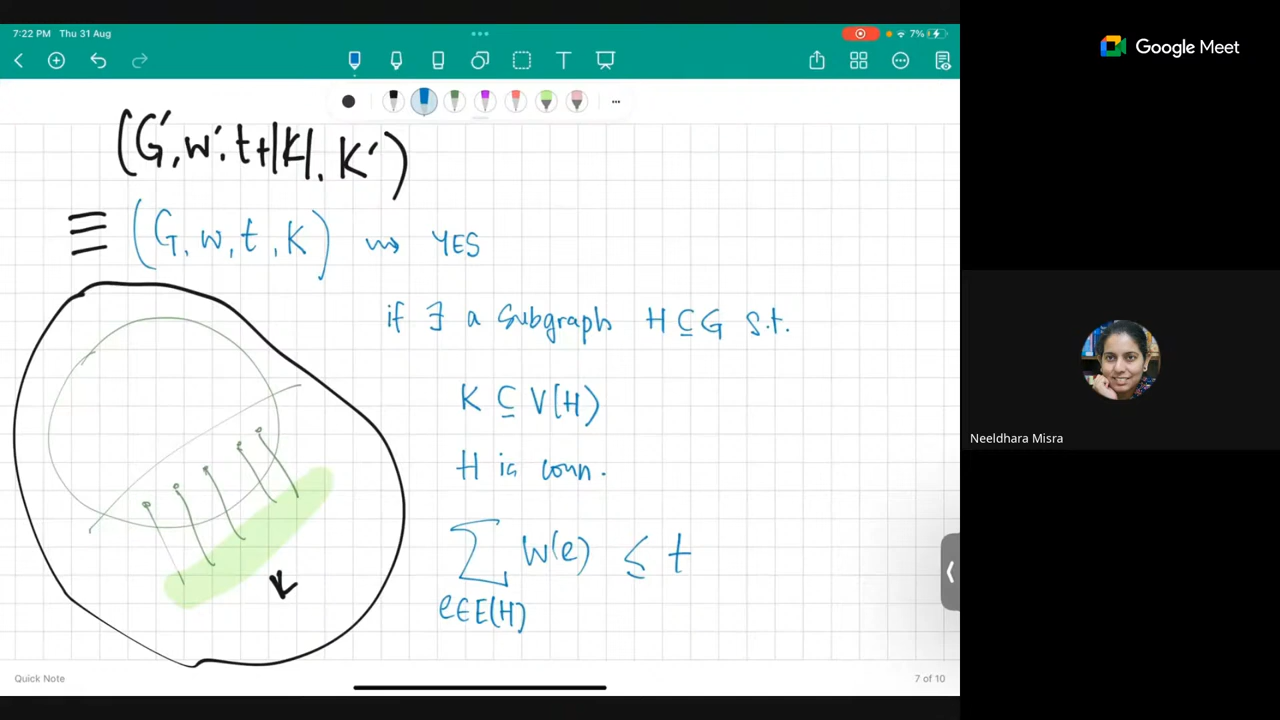 7:22 PM Thu 31 Aug
7%
Google Meet
(G', w', t+|K|, K')
≡ (G, w, t, K) ⇝ YES
if ∃ a subgraph H ⊆ G s.t.
K ⊆ V(H)
H is conn.
∑ w(e) ≤ t
e∈E(H)
K
Neeldhara Misra
Quick Note
7 of 10